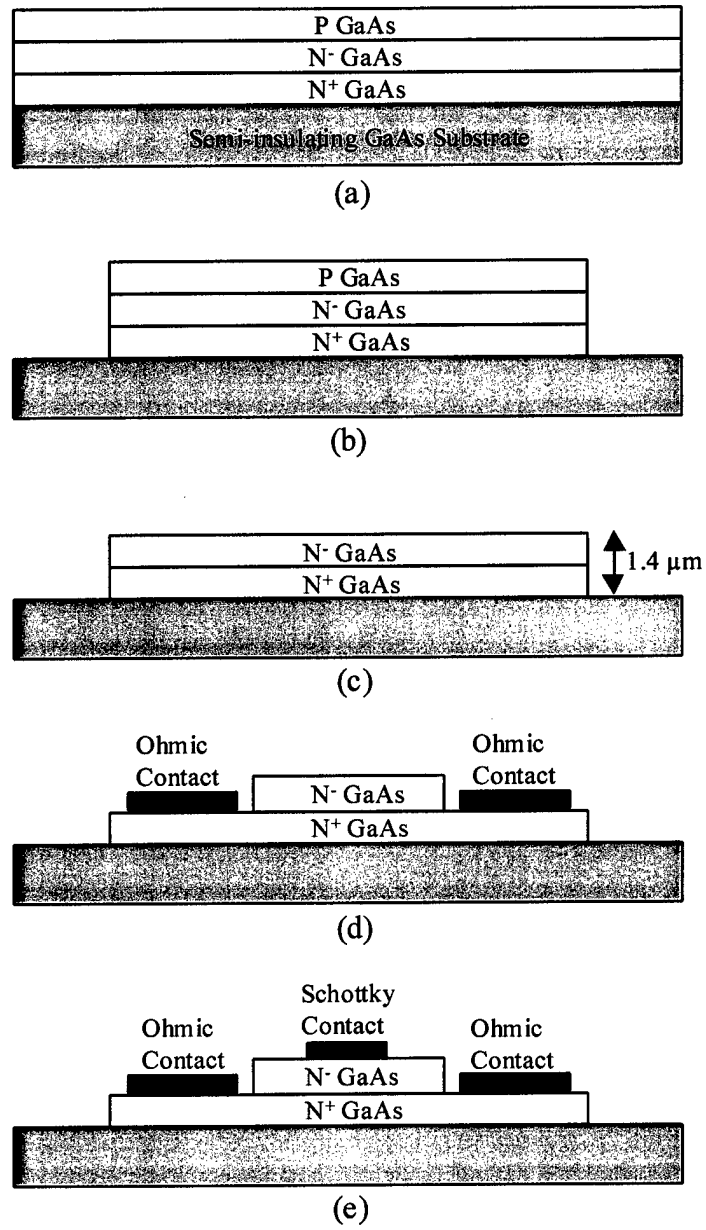 P GaAs
N- GaAs
N+ GaAs
Semi-insulating GaAs Substrate
(a)
P GaAs
N- GaAs
N+ GaAs
(b)
N- GaAs
1.4 µm
N+ GaAs
(c)
Ohmic
Contact
Ohmic
Contact
N- GaAs
N+ GaAs
(d)
Schottky
Contact
Ohmic
Contact
Ohmic
Contact
N- GaAs
N+ GaAs
(e)